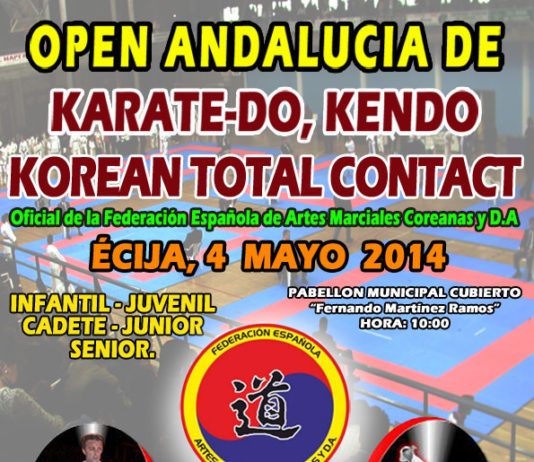 OPEN ANDALUCIA DE
KARATE-DO, KENDO
KOREAN TOTAL CONTACT
Oficial de la Federación Española de Artes Marciales Coreanas y D.A
ÉCIJA, 4 MAYO 2014
INFANTIL - JUVENIL
CADETE - JUNIOR
SENIOR.
PABELLON MUNICIPAL CUBIERTO
“Fernando Martínez Ramos”
HORA: 10:00
FEDERACIÓN ESPAÑOLA
道
ARTES
S Y D.A.